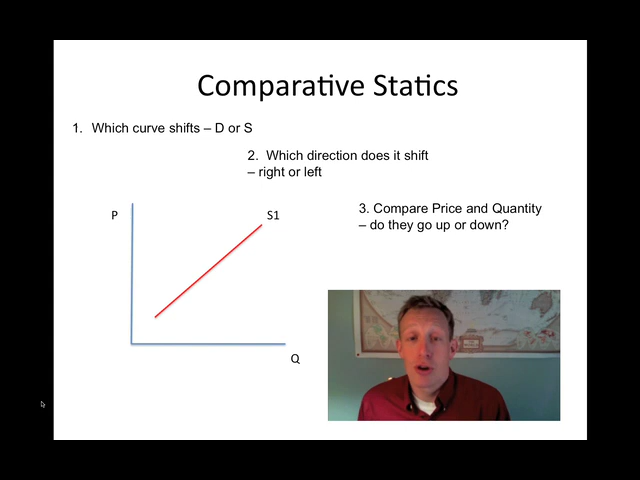 Comparative Statics
1. Which curve shifts – D or S
2. Which direction does it shift
– right or left
3. Compare Price and Quantity
– do they go up or down?
P
S1
Q